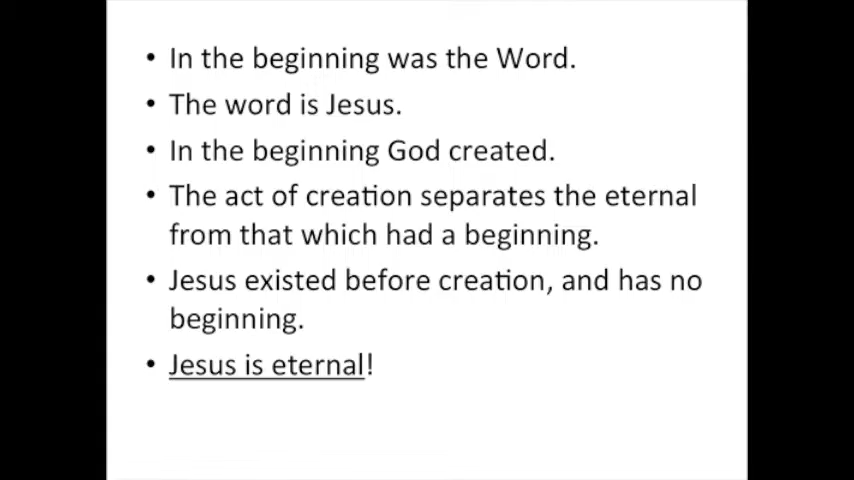 • In the beginning was the Word.
• The word is Jesus.
• In the beginning God created.
• The act of creation separates the eternal
from that which had a beginning.
• Jesus existed before creation, and has no
beginning.
• Jesus is eternal!